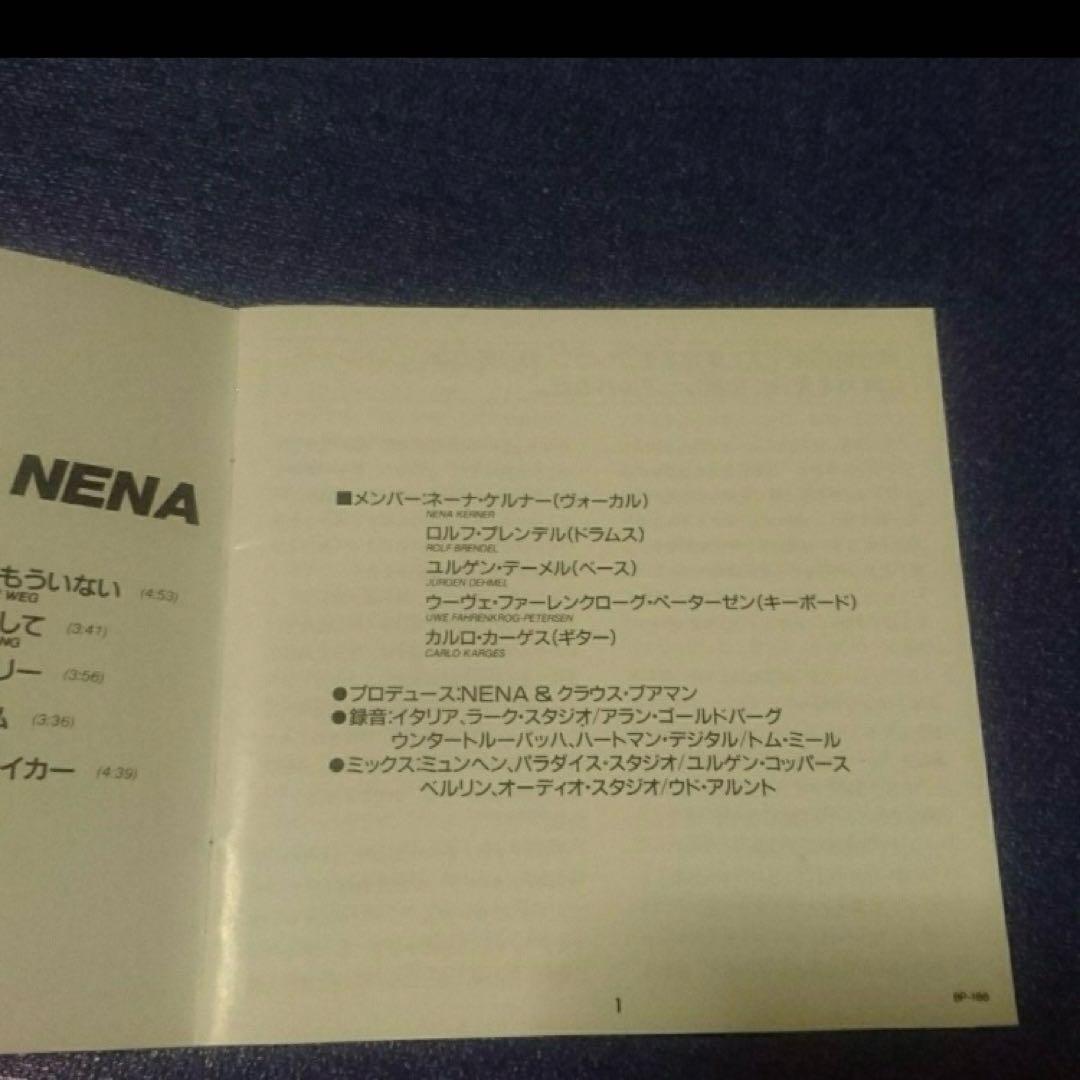 NENA
もういない (4:53)
WEG
して (3:41)
NG
リー (3:56)
ム (3:36)
イカー (4:39)
■メンバー:ネーナ・ケルナー(ヴォーカル)
NENA KERNER
ロルフ・ブレンデル(ドラムス)
ROLF BRENDEL
ユルゲン・デーメル(ベース)
JÜRGEN DEHMEL
ウーヴェ・ファーレンクローグ・ペーターゼン(キーボード)
UWE FAHRENKROG-PETERSEN
カルロ・カーゲス(ギター)
CARLO KARGES
●プロデュース:NENA & クラウス・ブアマン
●録音:イタリア、ラーク・スタジオ/アラン・ゴールドバーグ
ウンタートルーバッハ、ハートマン・デジタル/トム・ミール
●ミックス:ミュンヘン、パラダイス・スタジオ/ユルゲン・コッパース
ベルリン、オーディオ・スタジオ/ウド・アルント
1